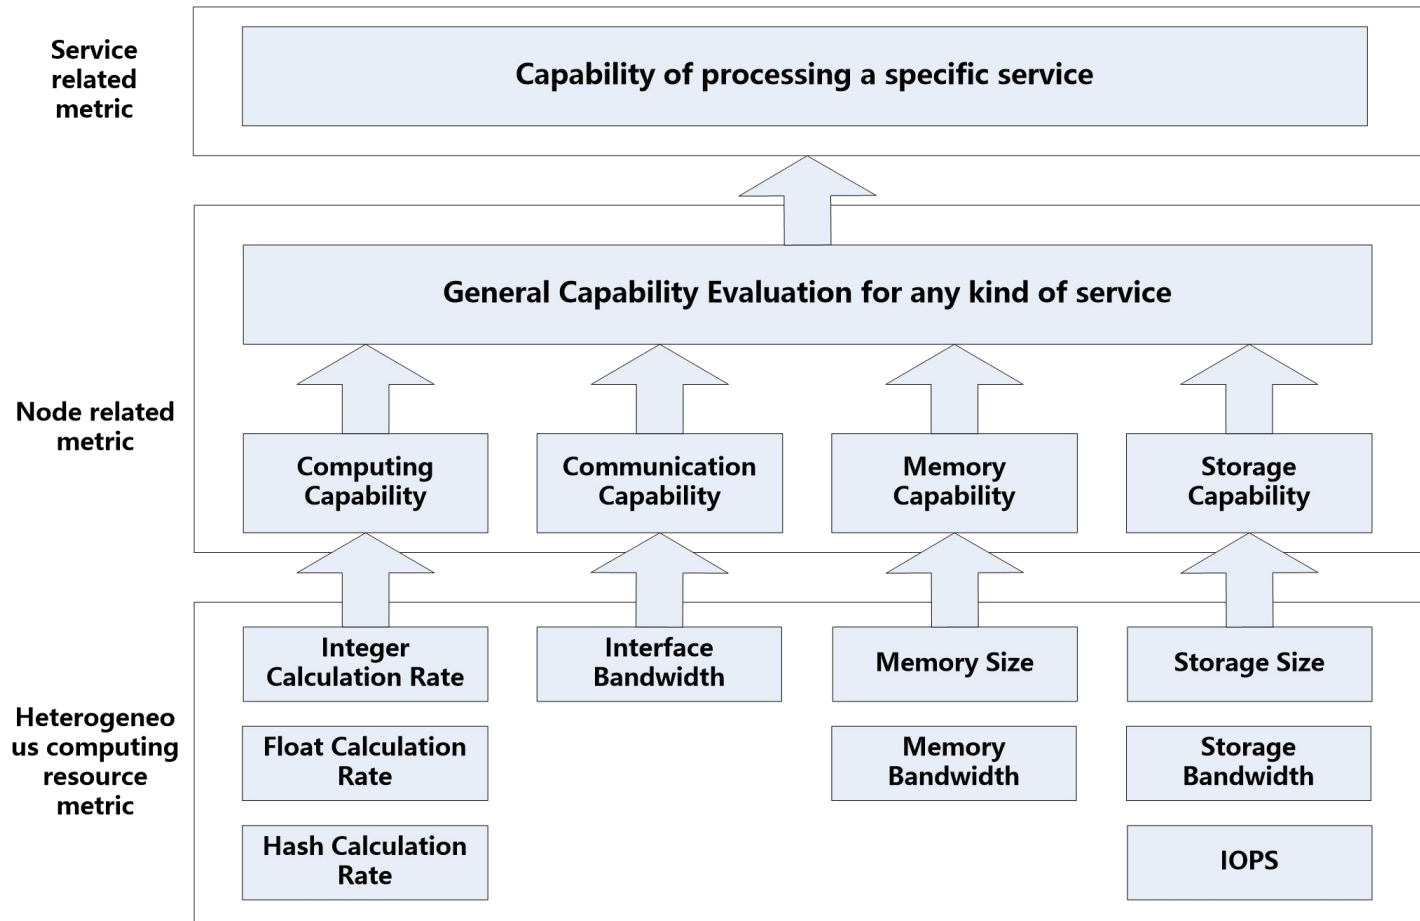 Service
related
metric
Capability of processing a specific service
General Capability Evaluation for any kind of service
Node related
metric
Computing
Capability
Communication
Capability
Memory
Capability
Storage
Capability
Heterogeneo
us computing
resource
metric
Integer
Calculation Rate
Interface
Bandwidth
Memory Size
Storage Size
Float Calculation
Rate
Memory
Bandwidth
Storage
Bandwidth
Hash Calculation
Rate
IOPS